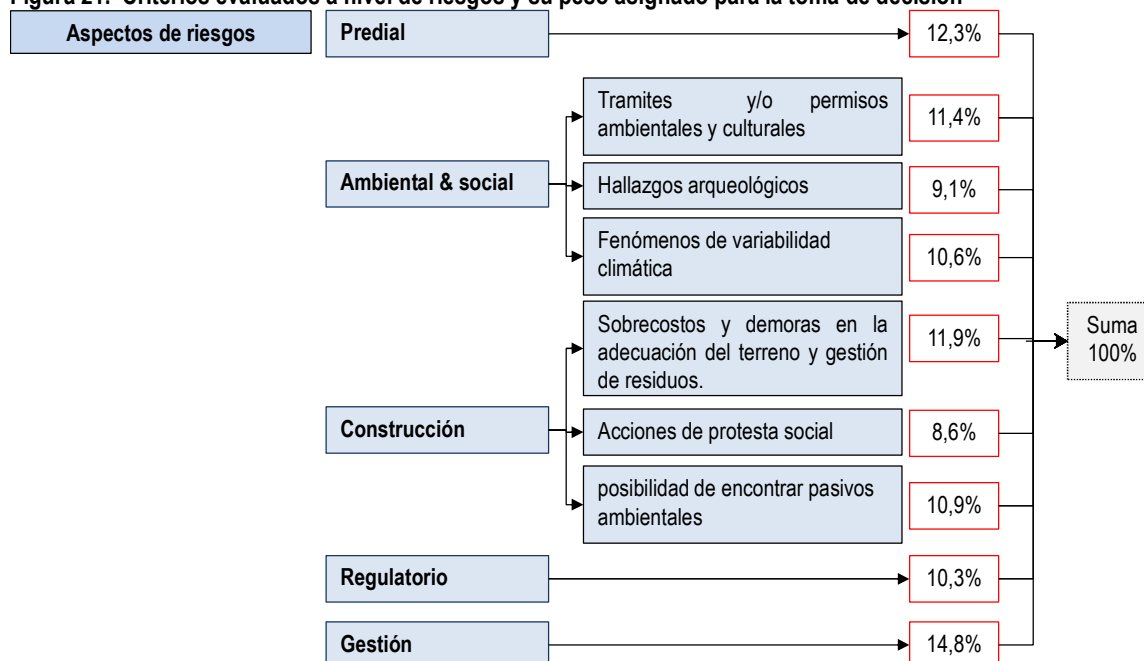 Figura 21. Criterios evaluados a nivel de riesgos y su peso asignado para la toma de decisión
Aspectos de riesgos
Predial
12,3%
Tramites y/o permisos
ambientales y culturales
11,4%
Ambiental & social
Hallazgos arqueológicos
9,1%
Fenómenos de variabilidad
climática
10,6%
Sobrecostos y demoras en la
adecuación del terreno y gestión
de residuos.
11,9%
Suma
100%
Construcción
Acciones de protesta social
8,6%
posibilidad de encontrar pasivos
ambientales
10,9%
Regulatorio
10,3%
Gestión
14,8%